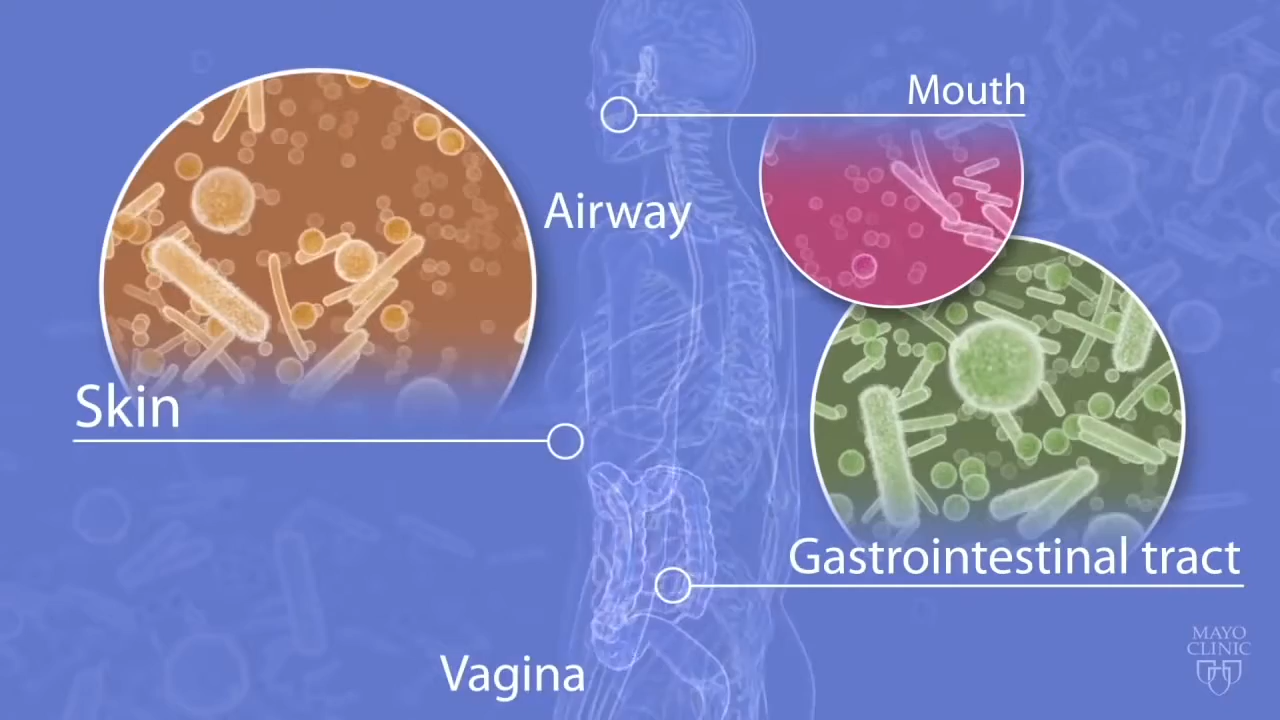 Mouth
Airway
Skin
Gastrointestinal tract
Vagina
MAYO
CLINIC